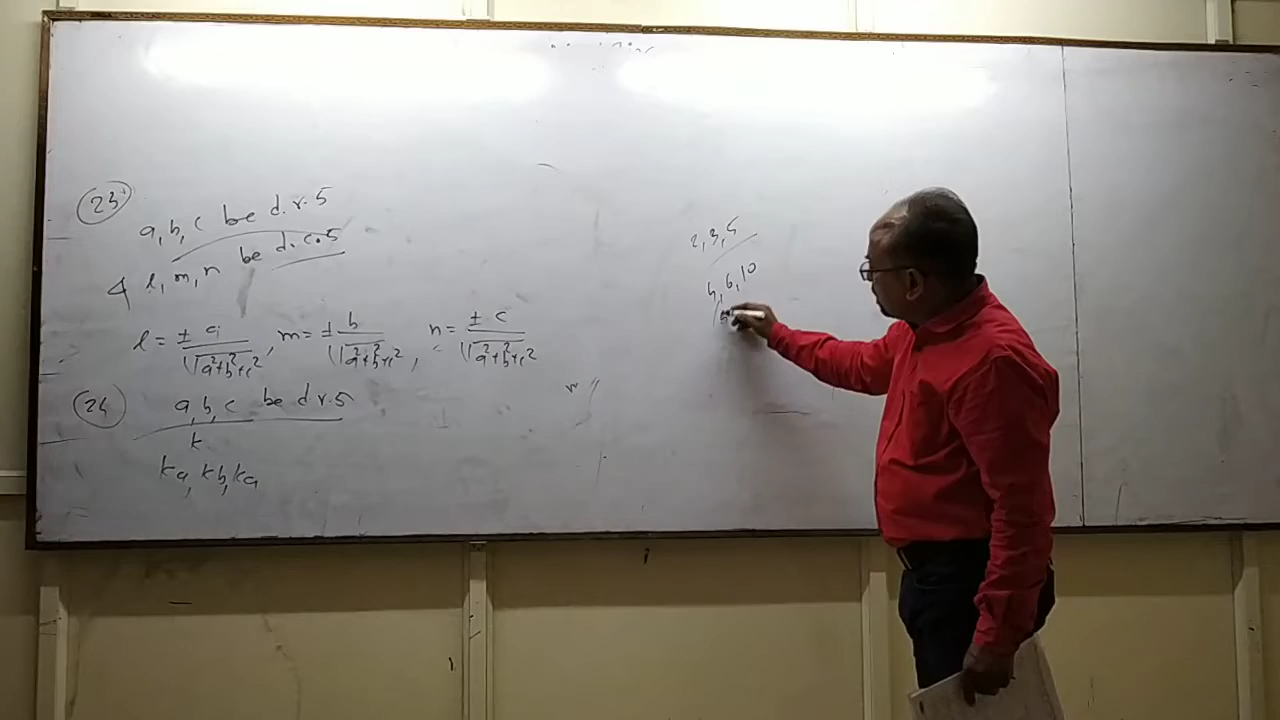 (23)
a, b, c be d.r.s
& l, m, n be d.c.s
l = ± a / √(a²+b²+c²), m = ± b / √(a²+b²+c²), n = ± c / √(a²+b²+c²)
(24) a, b, c be d.r.s
k
ka, kb, ka
2, 3, 5
4, 6, 10